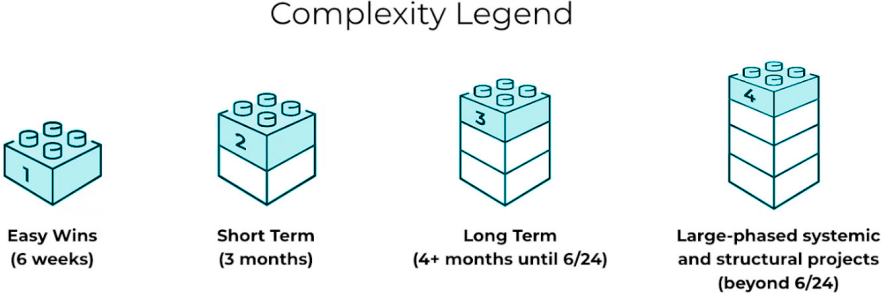 Complexity Legend
1
2
3
4
Easy Wins
(6 weeks)
Short Term
(3 months)
Long Term
(4+ months until 6/24)
Large-phased systemic
and structural projects
(beyond 6/24)